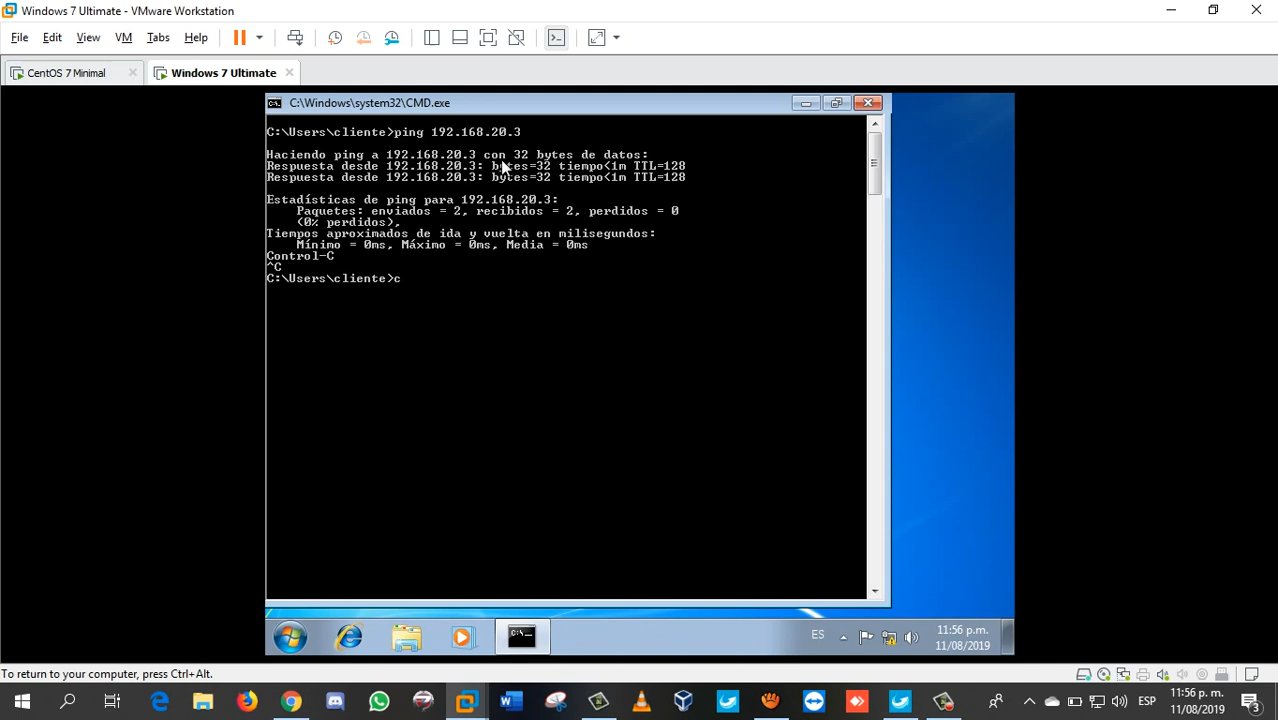 Windows 7 Ultimate - VMware Workstation
File Edit View VM Tabs Help
CentOS 7 Minimal
Windows 7 Ultimate
C:\Windows\system32\CMD.exe
C:\Users\cliente>ping 192.168.20.3
Haciendo ping a 192.168.20.3 con 32 bytes de datos:
Respuesta desde 192.168.20.3: bytes=32 tiempo<1m TTL=128
Respuesta desde 192.168.20.3: bytes=32 tiempo<1m TTL=128
Estadísticas de ping para 192.168.20.3:
Paquetes: enviados = 2, recibidos = 2, perdidos = 0
(0% perdidos),
Tiempos aproximados de ida y vuelta en milisegundos:
Mínimo = 0ms, Máximo = 0ms, Media = 0ms
Control-C
^C
C:\Users\cliente>c
ES
11:56 p.m.
11/08/2019
To return to your computer, press Ctrl+Alt.
ESP
11:56 p. m.
11/08/2019
3